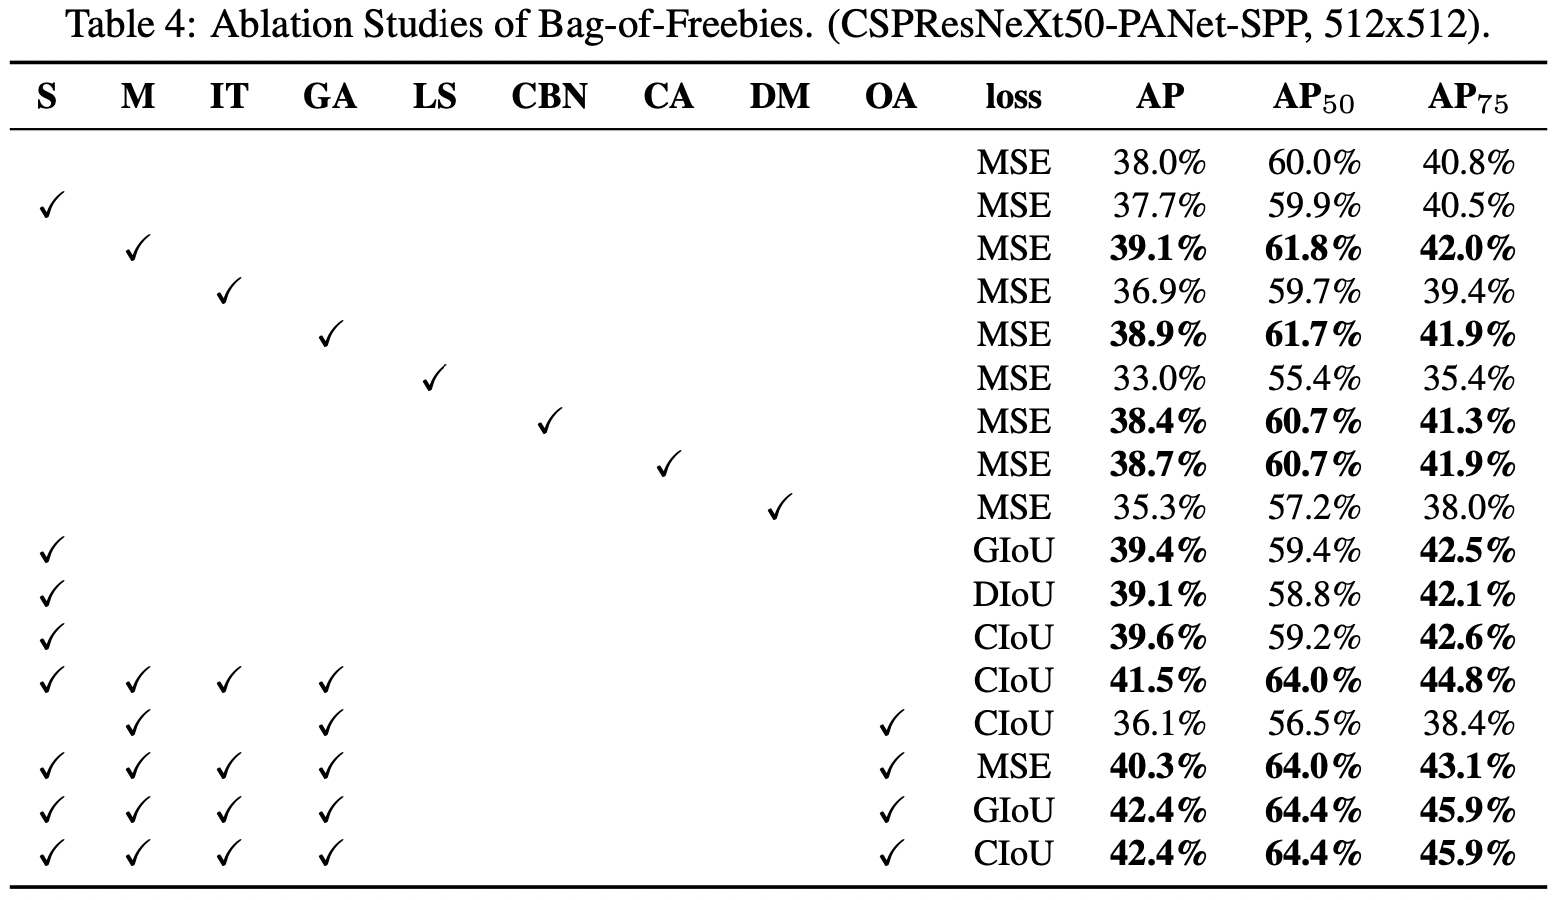 Table 4: Ablation Studies of Bag-of-Freebies. (CSPResNeXt50-PANet-SPP, 512x512).
S M IT GA LS CBN CA DM OA loss AP AP50 AP75
MSE 38.0% 60.0% 40.8%
✓ MSE 37.7% 59.9% 40.5%
✓ MSE 39.1% 61.8% 42.0%
✓ MSE 36.9% 59.7% 39.4%
✓ MSE 38.9% 61.7% 41.9%
✓ MSE 33.0% 55.4% 35.4%
✓ MSE 38.4% 60.7% 41.3%
✓ MSE 38.7% 60.7% 41.9%
✓ MSE 35.3% 57.2% 38.0%
✓ GIoU 39.4% 59.4% 42.5%
✓ DIoU 39.1% 58.8% 42.1%
✓ CIoU 39.6% 59.2% 42.6%
✓ ✓ ✓ ✓ CIoU 41.5% 64.0% 44.8%
✓ ✓ ✓ CIoU 36.1% 56.5% 38.4%
✓ ✓ ✓ ✓ ✓ MSE 40.3% 64.0% 43.1%
✓ ✓ ✓ ✓ ✓ GIoU 42.4% 64.4% 45.9%
✓ ✓ ✓ ✓ ✓ CIoU 42.4% 64.4% 45.9%